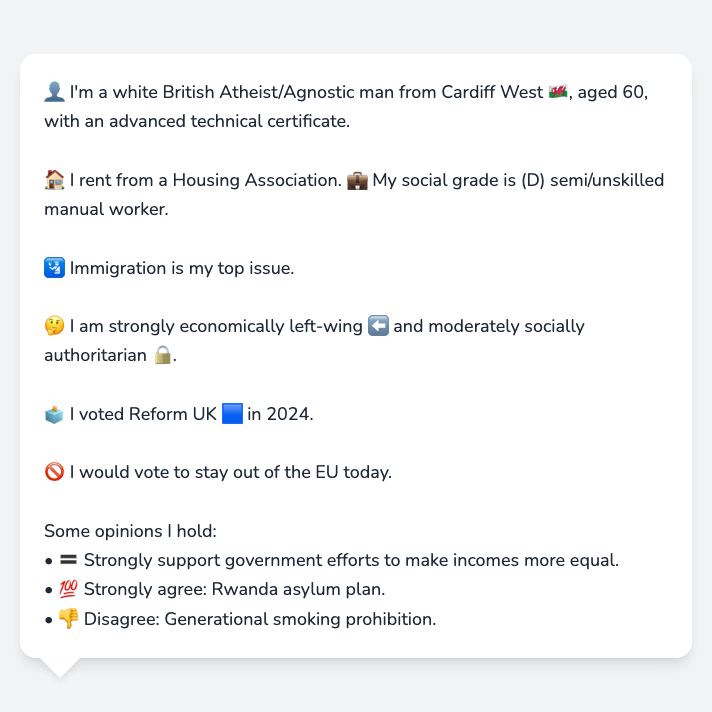 👤 I'm a white British Atheist/Agnostic man from Cardiff West 🏴󠁧󠁢󠁷󠁬󠁳󠁿, aged 60,
with an advanced technical certificate.
🏠 I rent from a Housing Association. 💼 My social grade is (D) semi/unskilled
manual worker.
🛂 Immigration is my top issue.
🤔 I am strongly economically left-wing ⬅️ and moderately socially
authoritarian 🔒.
🗳️ I voted Reform UK 🟦 in 2024.
🚫 I would vote to stay out of the EU today.
Some opinions I hold:
• 🟰 Strongly support government efforts to make incomes more equal.
• 💯 Strongly agree: Rwanda asylum plan.
• 👎 Disagree: Generational smoking prohibition.